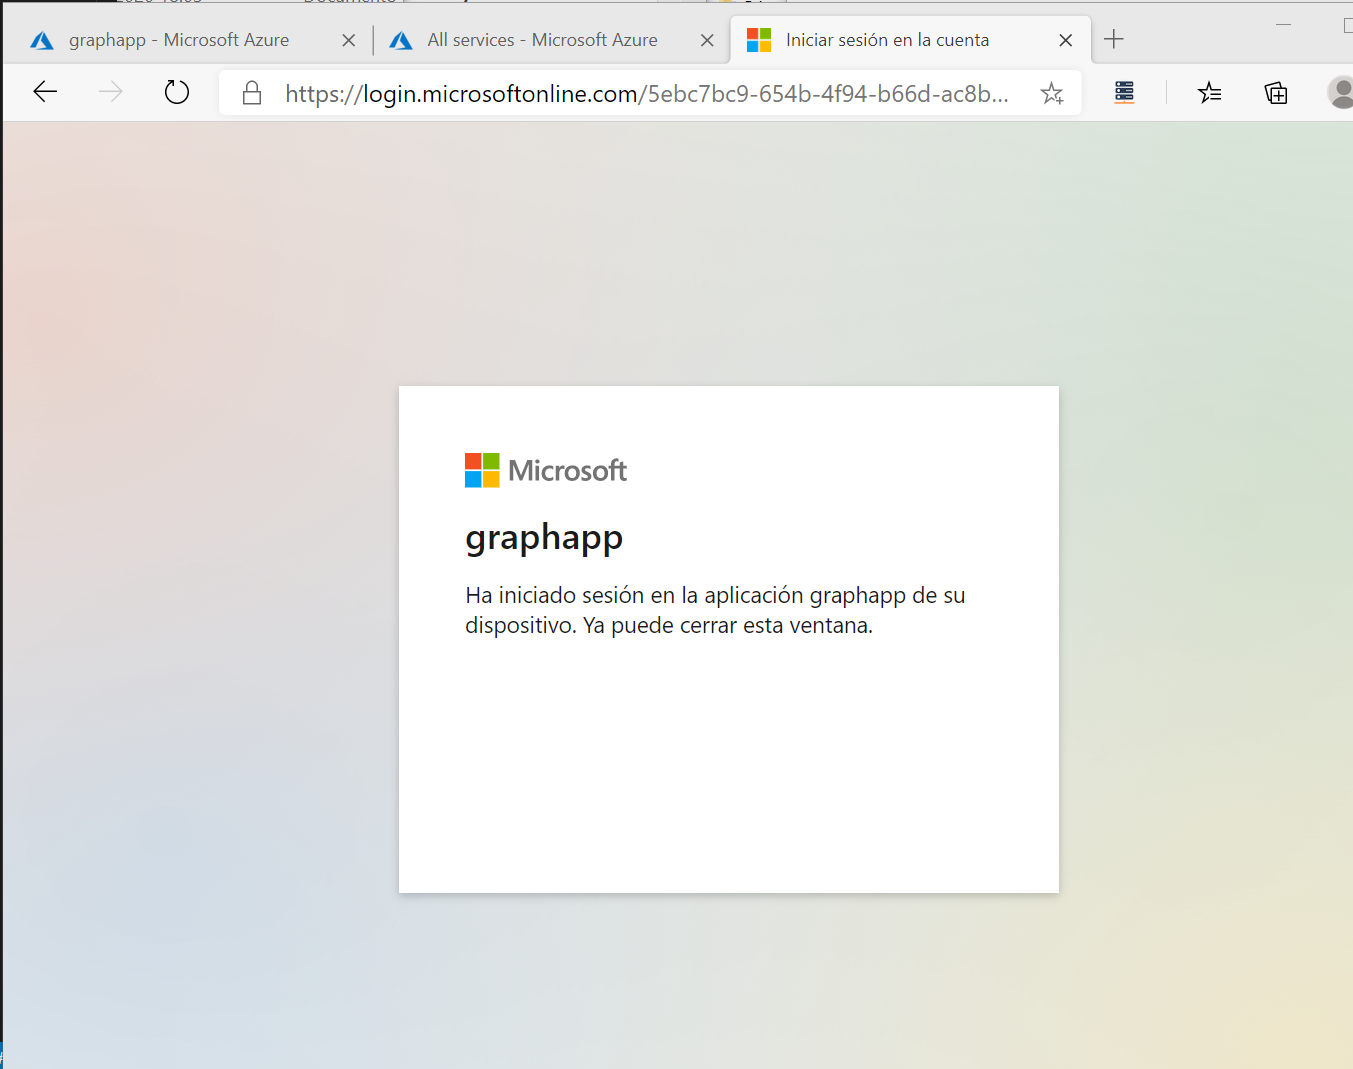 graphapp - Microsoft Azure
All services - Microsoft Azure
Iniciar sesión en la cuenta
https://login.microsoftonline.com/5ebc7bc9-654b-4f94-b66d-ac8b...
Microsoft
graphapp
Ha iniciado sesión en la aplicación graphapp de su
dispositivo. Ya puede cerrar esta ventana.